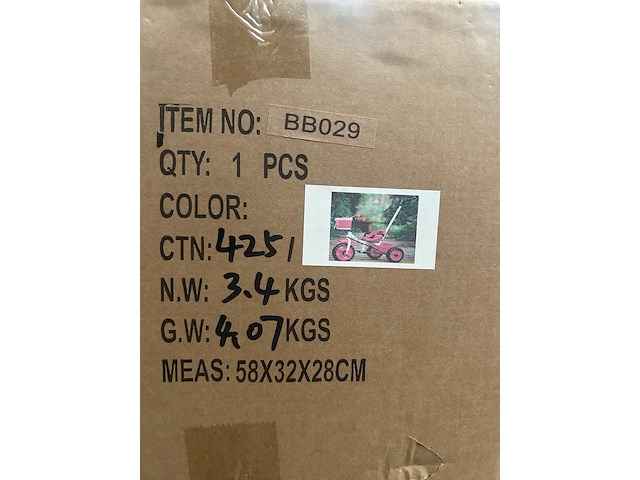 ITEM NO: BB029
QTY: 1 PCS
COLOR:
CTN: 425/
N.W: 3.4 KGS
G.W: 4.07 KGS
MEAS: 58X32X28CM